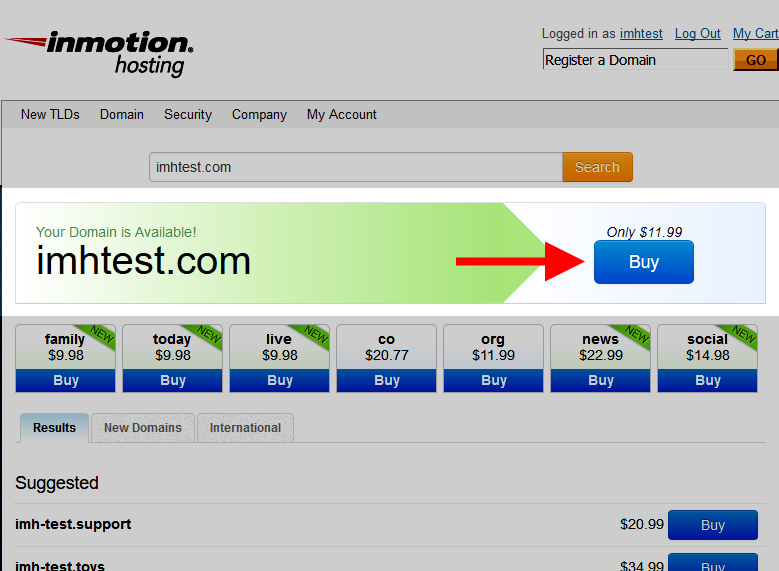 inmotion
hosting
Logged in as imhtest Log Out My Cart
Register a Domain GO
New TLDs Domain Security Company My Account
imhtest.com Search
Your Domain is Available!
imhtest.com
Only $11.99
Buy
family today live co org news social
NEW NEW NEW NEW NEW
$9.98 $9.98 $9.98 $20.77 $11.99 $22.99 $14.98
Buy Buy Buy Buy Buy Buy Buy
Results New Domains International
Suggested
imh-test.support $20.99 Buy
imh-test.toys $34.99 Buy